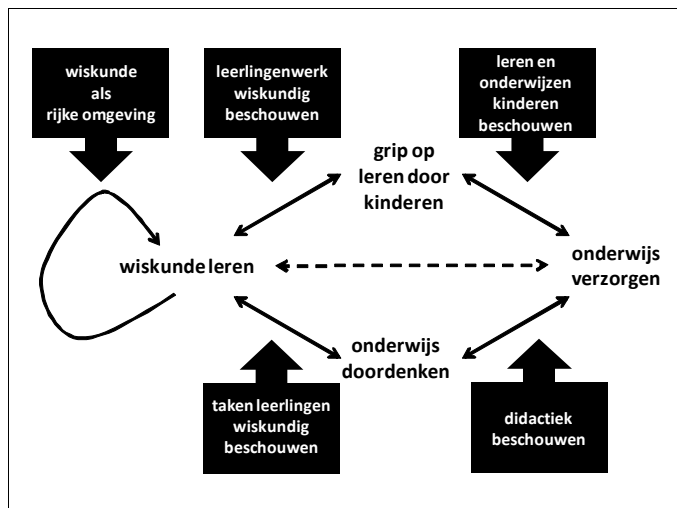 wiskunde
als
rijke omgeving
leerlingenwerk
wiskundig
beschouwen
leren en
onderwijzen
kinderen
beschouwen
grip op
leren door
kinderen
wiskunde leren
onderwijs
verzorgen
onderwijs
doordenken
taken leerlingen
wiskundig
beschouwen
didactiek
beschouwen